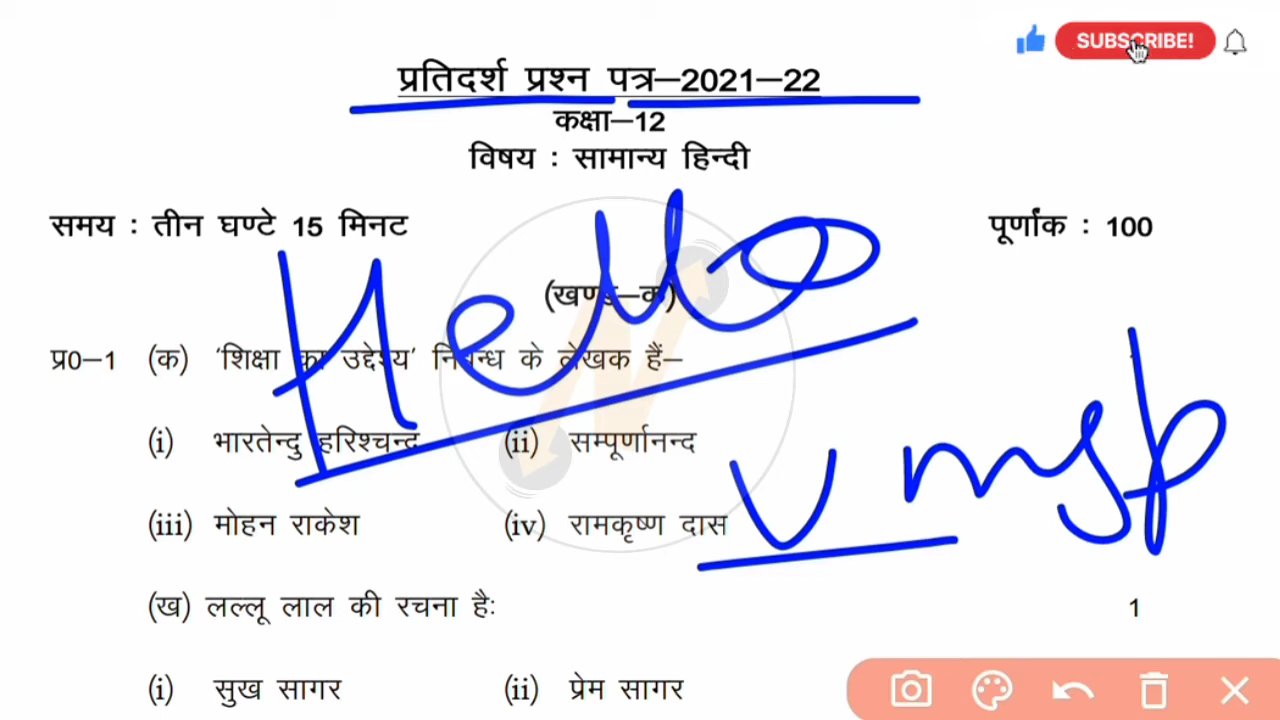 SUBSCRIBE!
प्रतिदर्श प्रश्न पत्र–2021–22
कक्षा–12
विषय : सामान्य हिन्दी
समय : तीन घण्टे 15 मिनट पूर्णांक : 100
(खण्ड–क)
प्र0–1 (क) ‘शिक्षा का उद्देश्य’ निबन्ध के लेखक हैं–
Hello
(i) भारतेन्दु हरिश्चन्द (ii) सम्पूर्णानन्द
(iii) मोहन राकेश (iv) रामकृष्ण दास
(ख) लल्लू लाल की रचना हैः 1
(i) सुख सागर (ii) प्रेम सागर